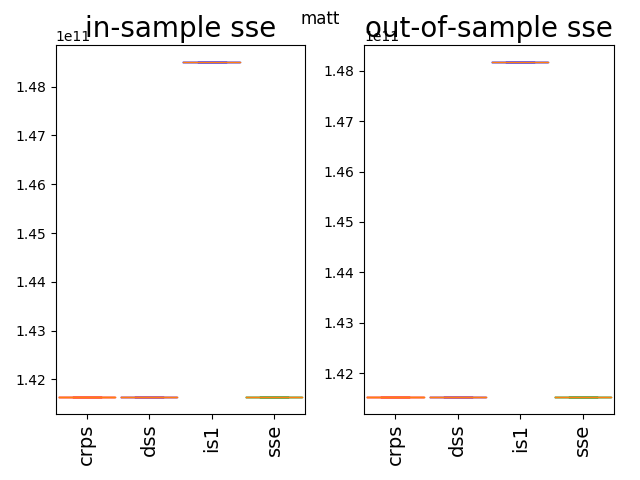 matt
in-sample sse
1e11
1.48
1.47
1.46
1.45
1.44
1.43
1.42
crps
dss
is1
sse
out-of-sample sse
1e11
1.48
1.47
1.46
1.45
1.44
1.43
1.42
crps
dss
is1
sse